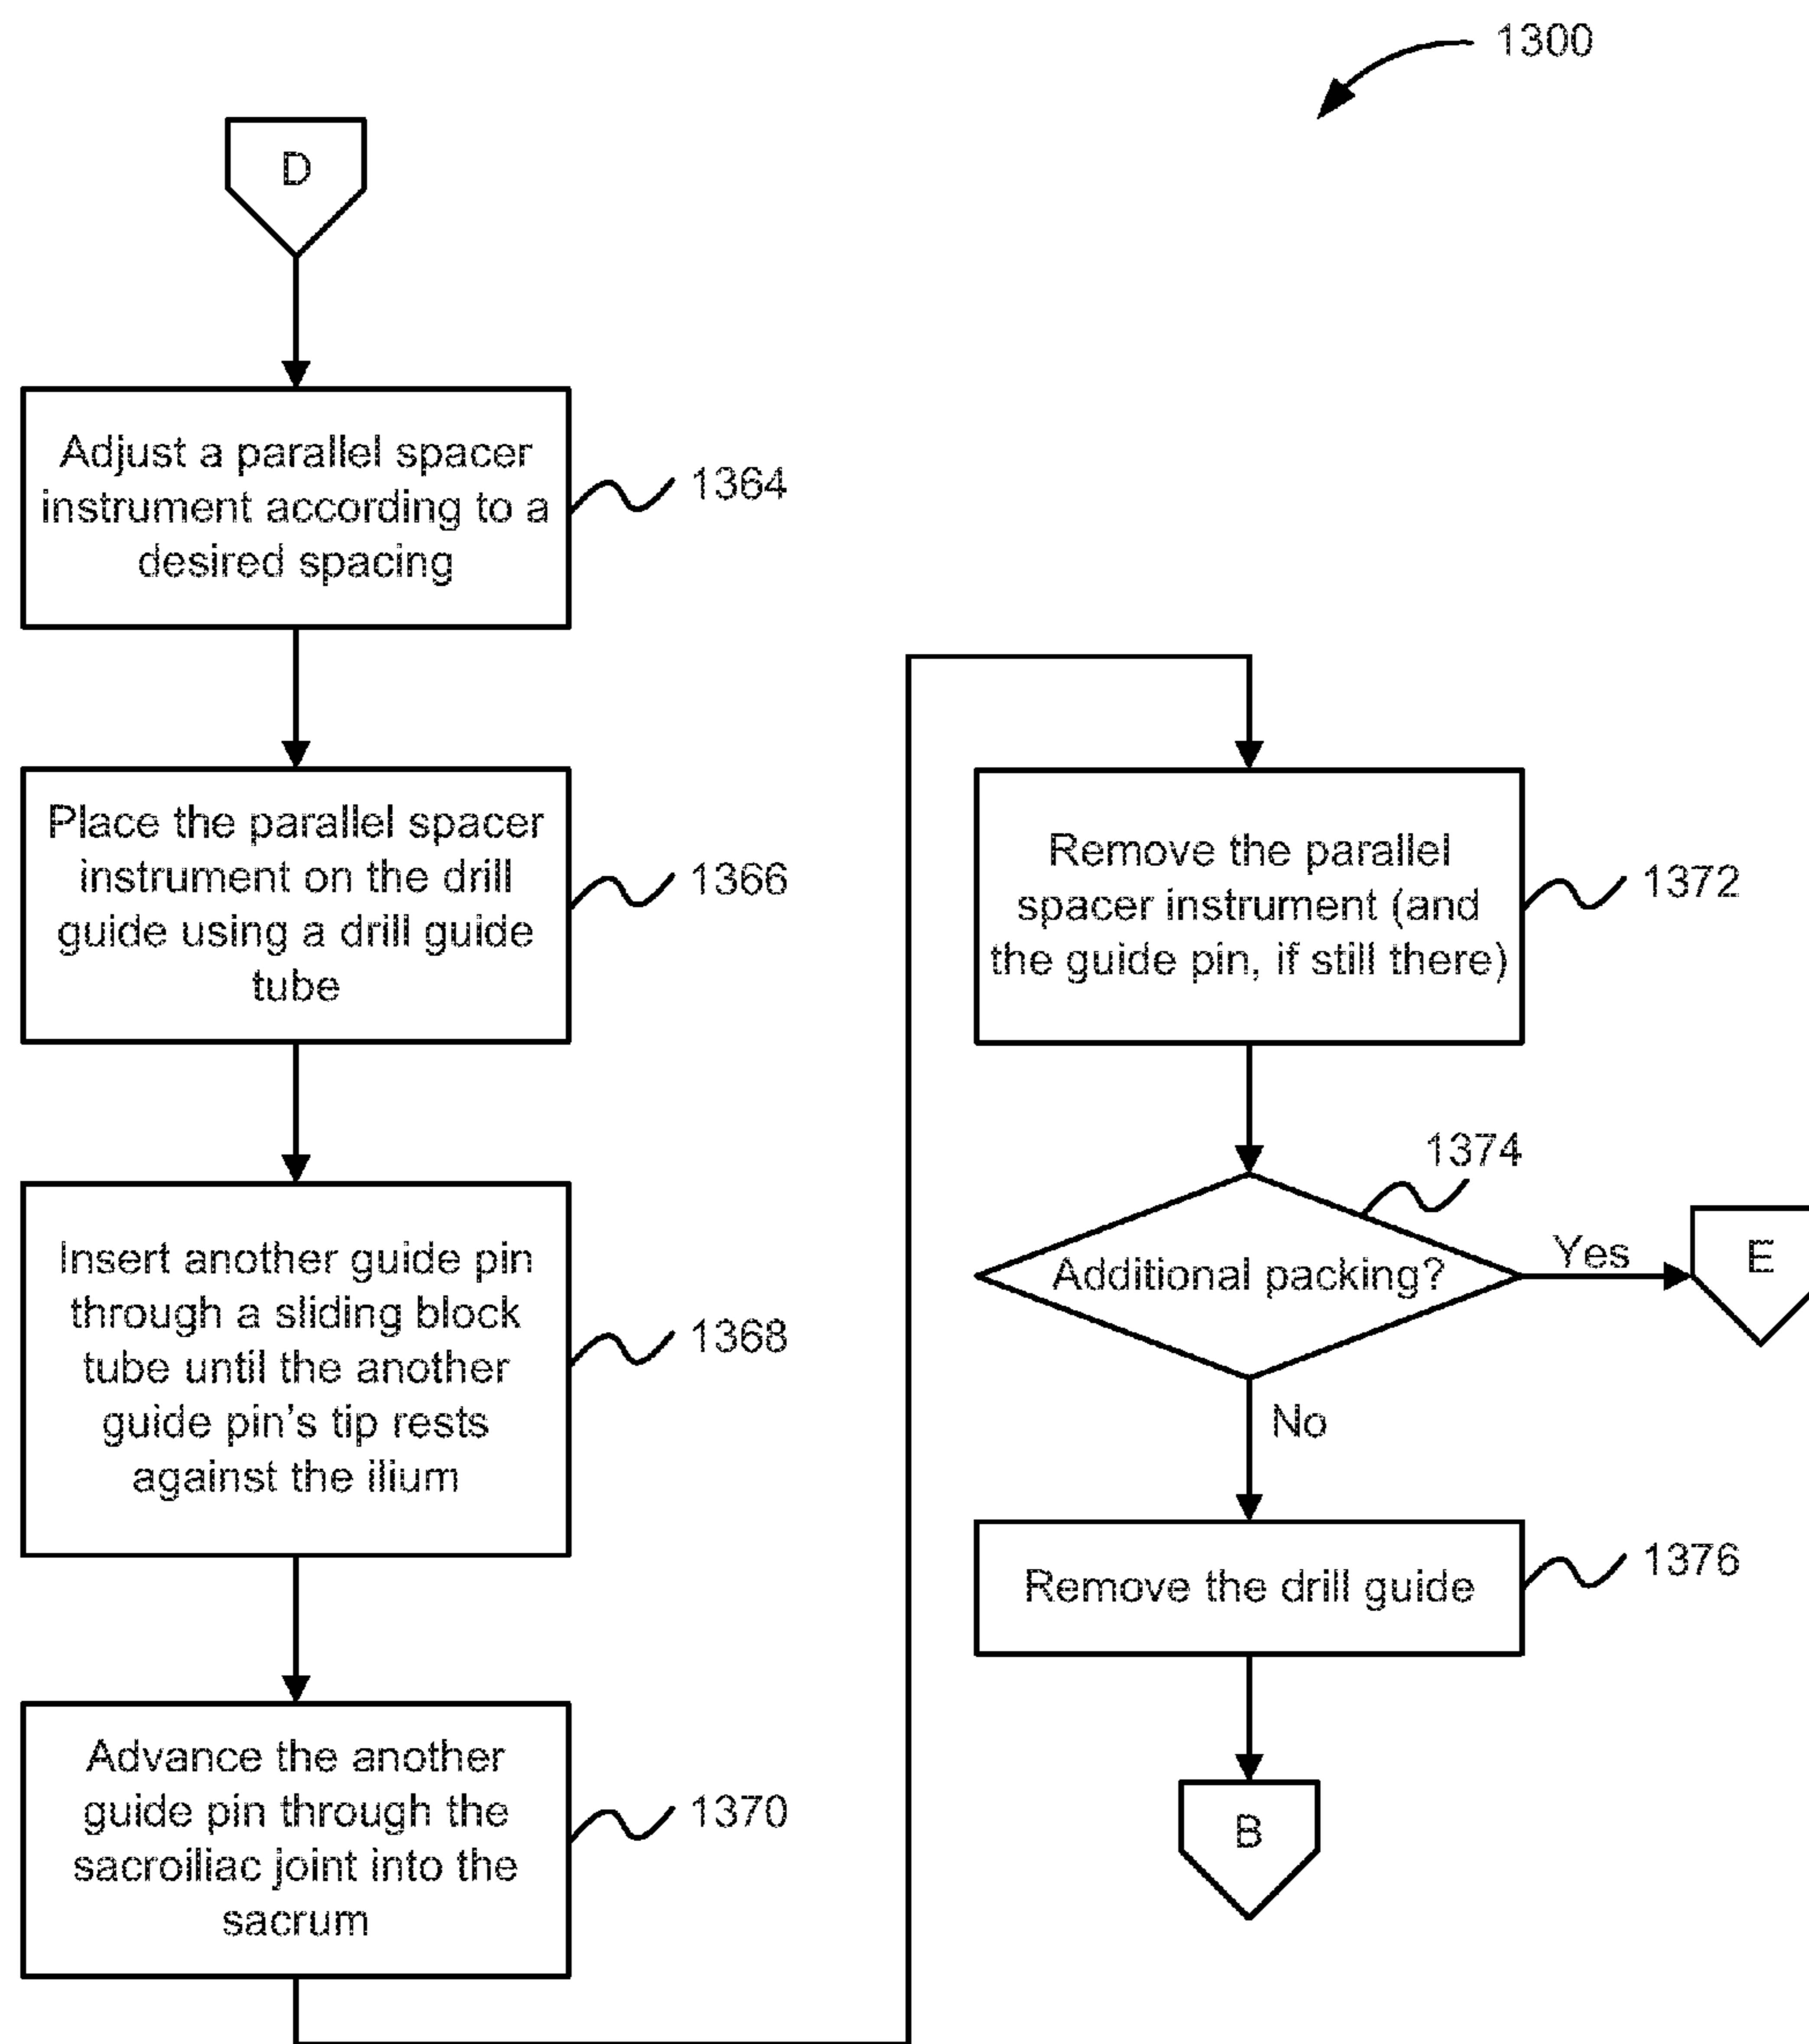 1300
D
Adjust a parallel spacer
instrument according to a
desired spacing
1364
Place the parallel spacer
instrument on the drill
guide using a drill guide
tube
1366
Insert another guide pin
through a sliding block
tube until the another
guide pin's tip rests
against the ilium
1368
Advance the another
guide pin through the
sacroiliac joint into the
sacrum
1370
Remove the parallel
spacer instrument (and
the guide pin, if still there)
1372
Additional packing?
1374
Yes
E
No
Remove the drill guide
1376
B